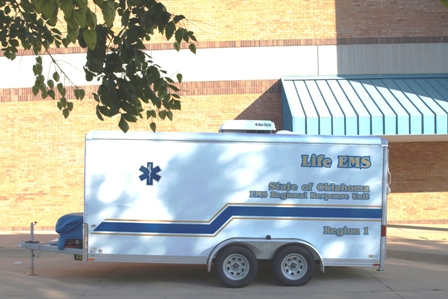 Life EMS
State of Oklahoma
EMS Regional Response Unit
Region 1